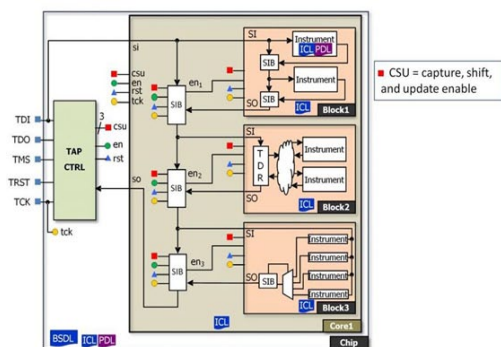 TDI
TDO
TMS
TRST
TCK
TAP
CTRL
3
csu
en
rst
tck
si
csu
en
rst
tck
so
SIB
en1
SIB
en2
SIB
en3
SI
SIB
SIB
SO
Instrument
ICL PDL
Instrument
ICL
Block1
SI
T
D
R
SO
Instrument
Instrument
ICL
Block2
SI
SO
SIB
Instrument
Instrument
Instrument
Instrument
ICL
Block3
ICL
Core1
BSDL
ICL PDL
Chip
CSU = capture, shift,
and update enable